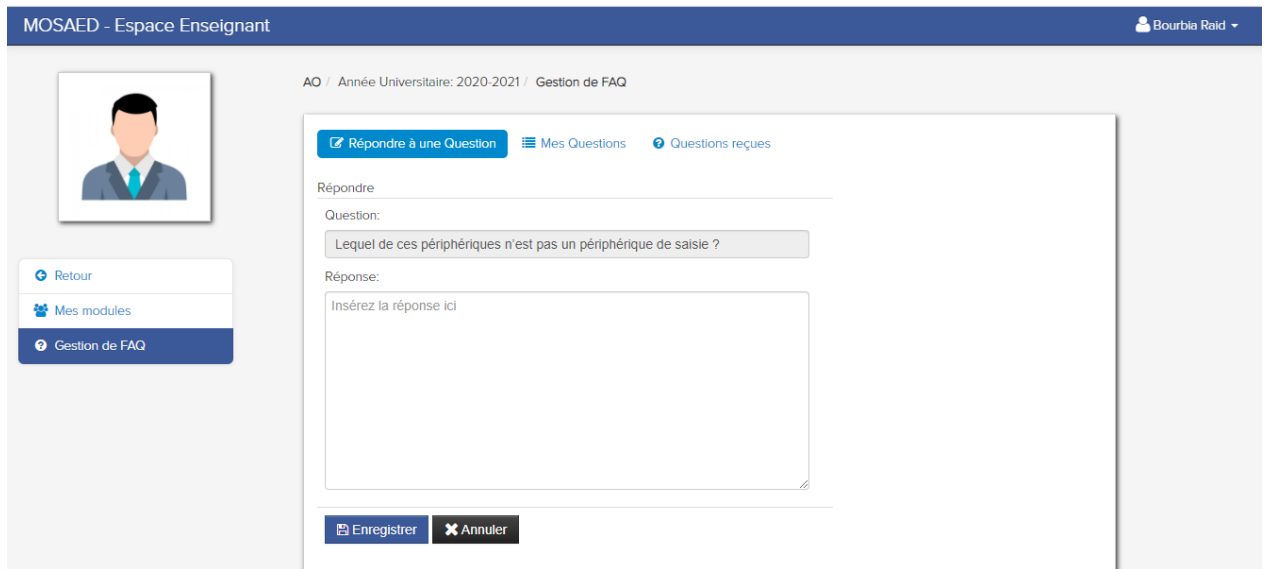 MOSAED - Espace Enseignant
Bourbia Raid
AO / Année Universitaire: 2020-2021 / Gestion de FAQ
Répondre à une Question
Mes Questions
Questions reçues
Répondre
Question:
Lequel de ces périphériques n'est pas un périphérique de saisie ?
Retour
Mes modules
Gestion de FAQ
Réponse:
Insérez la réponse ici
Enregistrer
Annuler